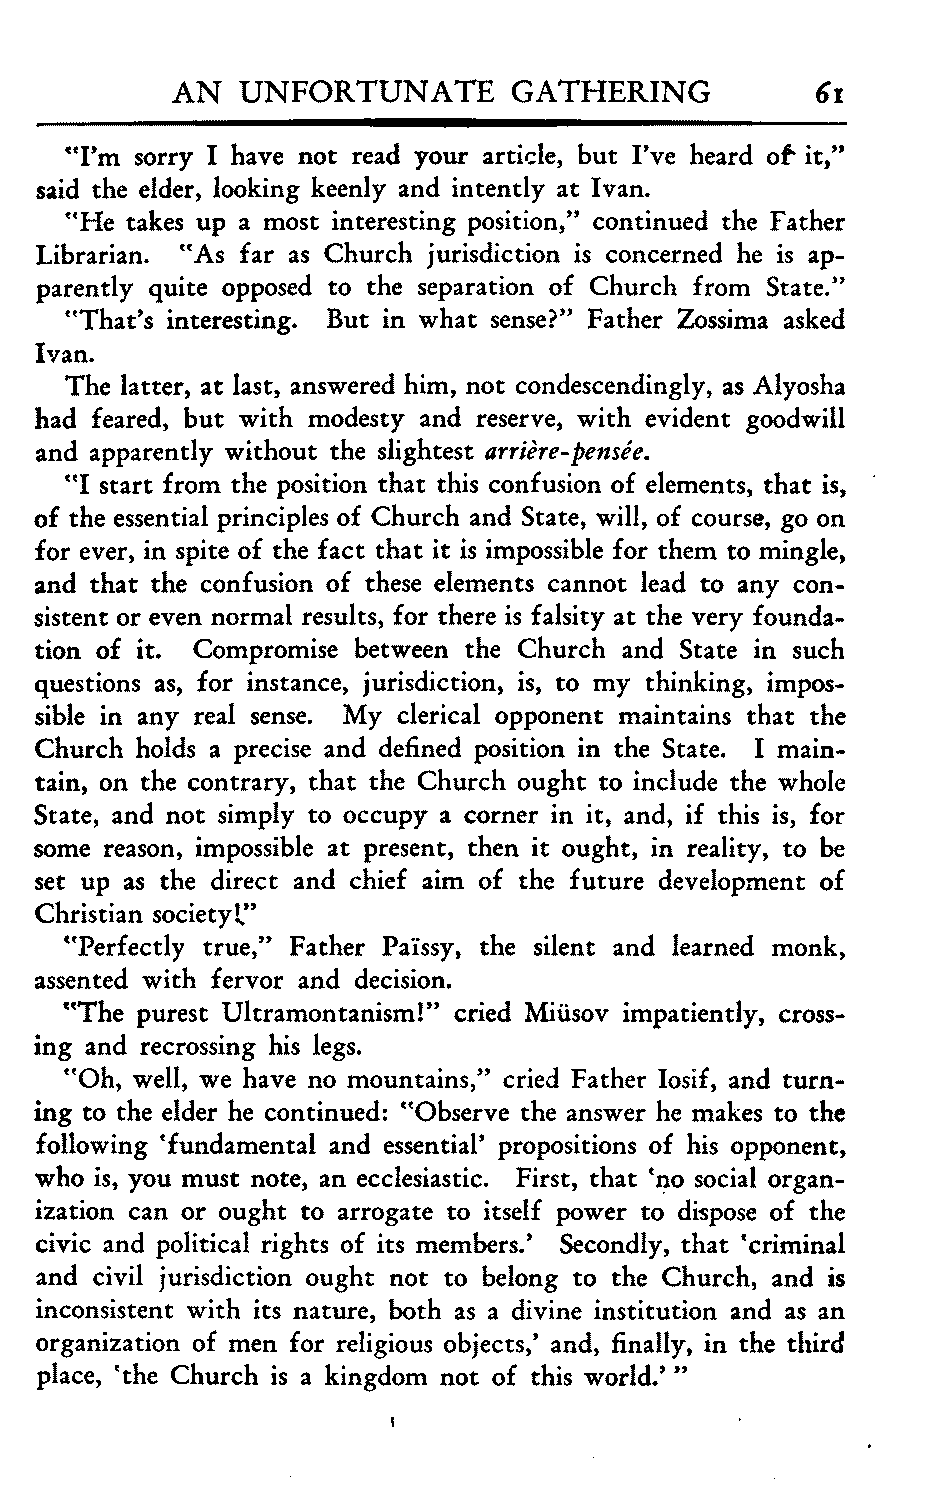 AN UNFORTUNATE GATHERING 61
"I'm sorry I have not read your article, but I've heard of it,"
said the elder, looking keenly and intently at Ivan.
"He takes up a most interesting position," continued the Father
Librarian. "As far as Church jurisdiction is concerned he is ap-
parently quite opposed to the separation of Church from State."
"That's interesting. But in what sense?" Father Zossima asked
Ivan.
The latter, at last, answered him, not condescendingly, as Alyosha
had feared, but with modesty and reserve, with evident goodwill
and apparently without the slightest arrière-pensée.
"I start from the position that this confusion of elements, that is,
of the essential principles of Church and State, will, of course, go on
for ever, in spite of the fact that it is impossible for them to mingle,
and that the confusion of these elements cannot lead to any con-
sistent or even normal results, for there is falsity at the very founda-
tion of it. Compromise between the Church and State in such
questions as, for instance, jurisdiction, is, to my thinking, impos-
sible in any real sense. My clerical opponent maintains that the
Church holds a precise and defined position in the State. I main-
tain, on the contrary, that the Church ought to include the whole
State, and not simply to occupy a corner in it, and, if this is, for
some reason, impossible at present, then it ought, in reality, to be
set up as the direct and chief aim of the future development of
Christian society!"
"Perfectly true," Father Païssy, the silent and learned monk,
assented with fervor and decision.
"The purest Ultramontanism!" cried Miüsov impatiently, cross-
ing and recrossing his legs.
"Oh, well, we have no mountains," cried Father Iosif, and turn-
ing to the elder he continued: "Observe the answer he makes to the
following 'fundamental and essential' propositions of his opponent,
who is, you must note, an ecclesiastic. First, that 'no social organ-
ization can or ought to arrogate to itself power to dispose of the
civic and political rights of its members.' Secondly, that 'criminal
and civil jurisdiction ought not to belong to the Church, and is
inconsistent with its nature, both as a divine institution and as an
organization of men for religious objects,' and, finally, in the third
place, 'the Church is a kingdom not of this world.' "